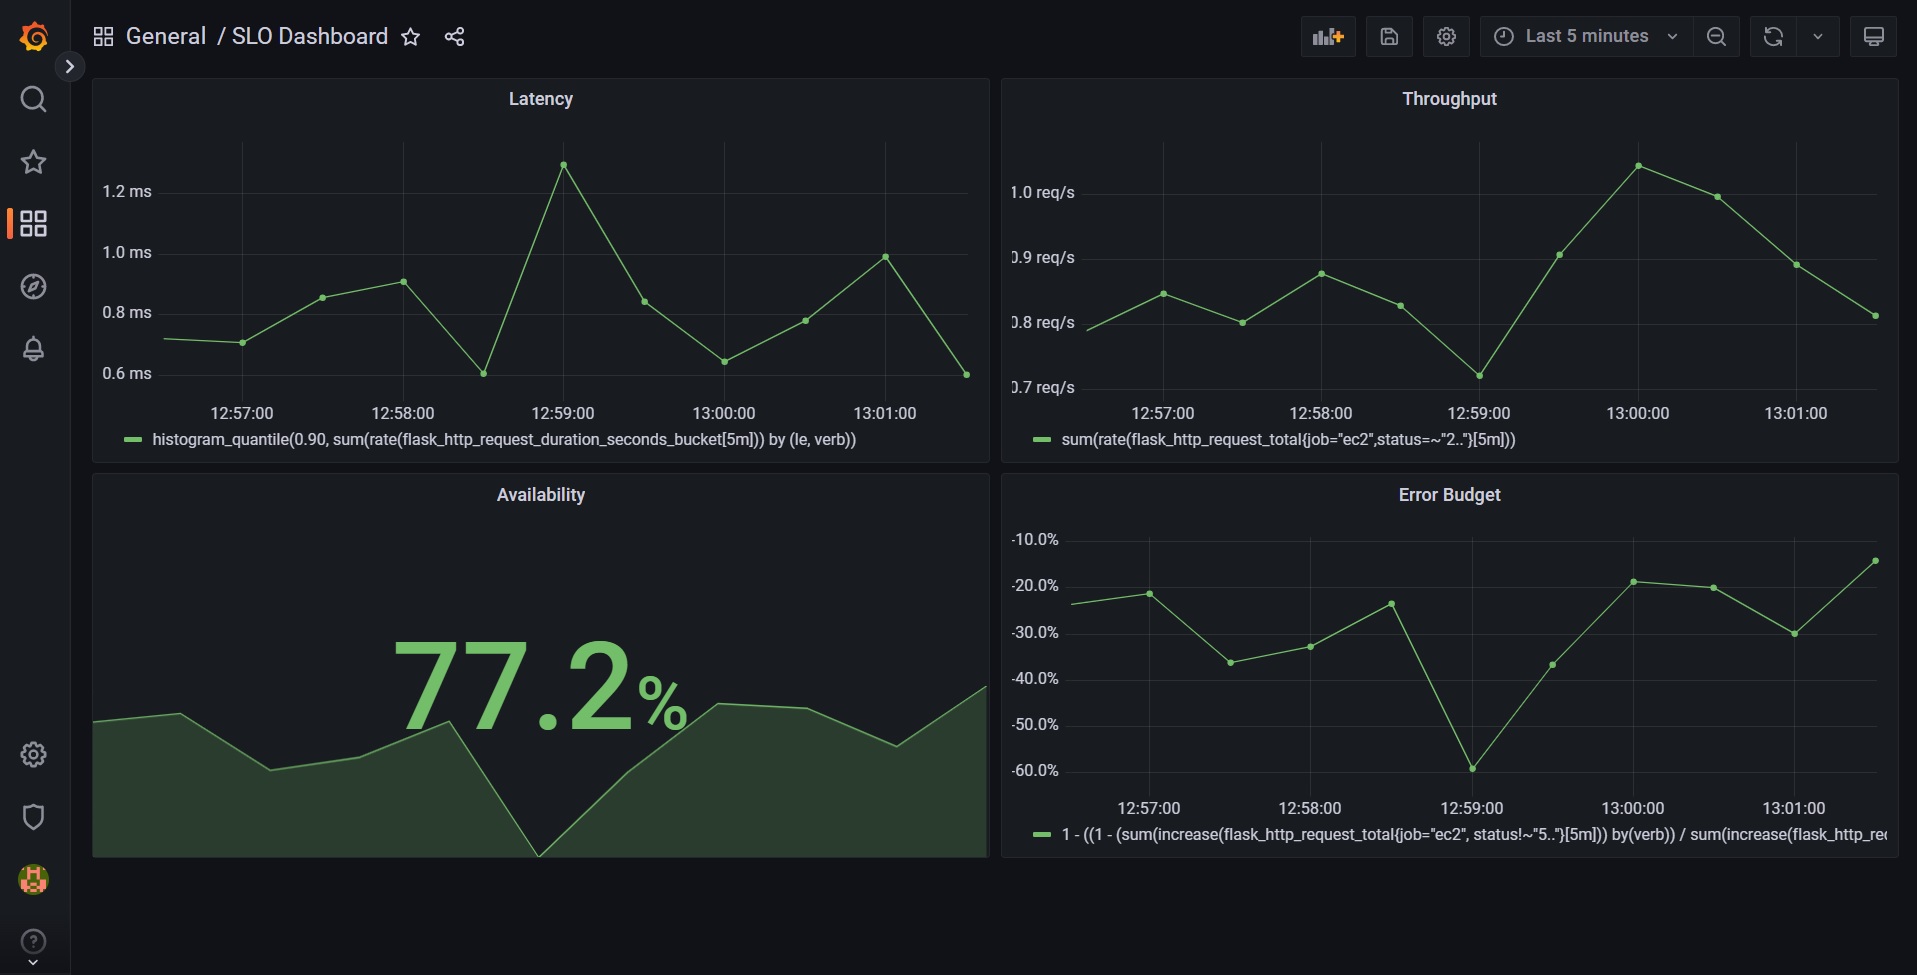 General / SLO Dashboard
Last 5 minutes
Latency
1.2 ms
1.0 ms
0.8 ms
0.6 ms
12:57:00 12:58:00 12:59:00 13:00:00 13:01:00
histogram_quantile(0.90, sum(rate(flask_http_request_duration_seconds_bucket[5m])) by (le, verb))
Throughput
1.0 req/s
0.9 req/s
0.8 req/s
0.7 req/s
12:57:00 12:58:00 12:59:00 13:00:00 13:01:00
sum(rate(flask_http_request_total{job="ec2",status=~"2.."}[5m]))
Availability
77.2%
Error Budget
-10.0%
-20.0%
-30.0%
-40.0%
-50.0%
-60.0%
12:57:00 12:58:00 12:59:00 13:00:00 13:01:00
1 - ((1 - (sum(increase(flask_http_request_total{job="ec2", status!~"5.."}[5m])) by(verb)) / sum(increase(flask_http_rec